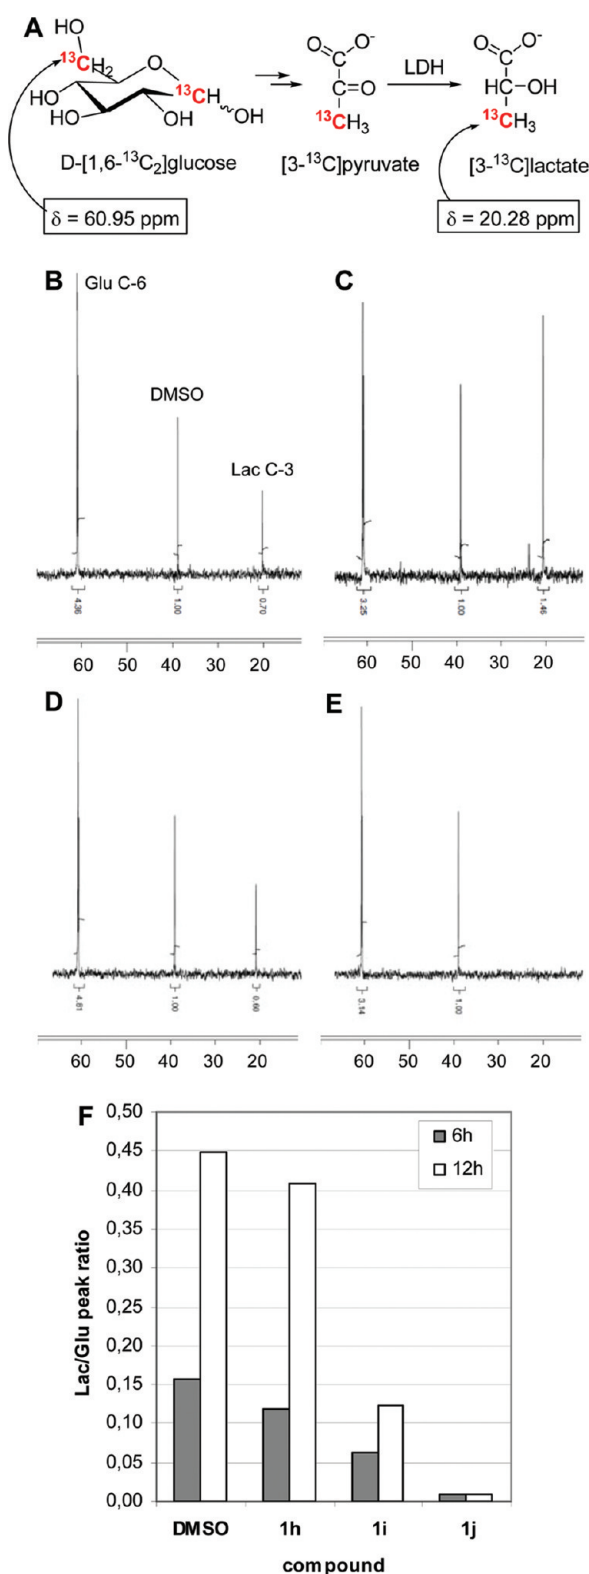 A
HO
13CH2
O
13CH
HO
HO
OH
OH
D-[1,6-13C2]glucose
δ = 60.95 ppm
O
O-
C
C=O
13CH3
[3-13C]pyruvate
LDH
O
O-
C
CH-OH
13CH3
[3-13C]lactate
δ = 20.28 ppm
B
Glu C-6
DMSO
Lac C-3
4.36
1.00
0.70
60 50 40 30 20
C
3.25
1.00
1.46
60 50 40 30 20
D
4.81
1.00
0.60
60 50 40 30 20
E
3.14
1.00
60 50 40 30 20
F
Lac/Glu peak ratio
0,50
0,45
0,40
0,35
0,30
0,25
0,20
0,15
0,10
0,05
0,00
6h
12h
DMSO 1h 1i 1j
compound